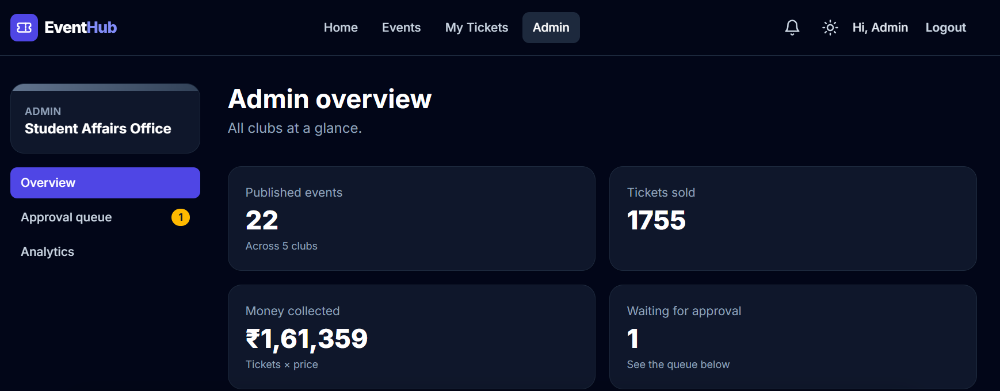 EventHub
Home Events My Tickets Admin
Hi, Admin Logout
ADMIN
Student Affairs Office
Overview
Approval queue 1
Analytics
Admin overview
All clubs at a glance.
Published events
22
Across 5 clubs
Tickets sold
1755
Money collected
₹1,61,359
Tickets × price
Waiting for approval
1
See the queue below